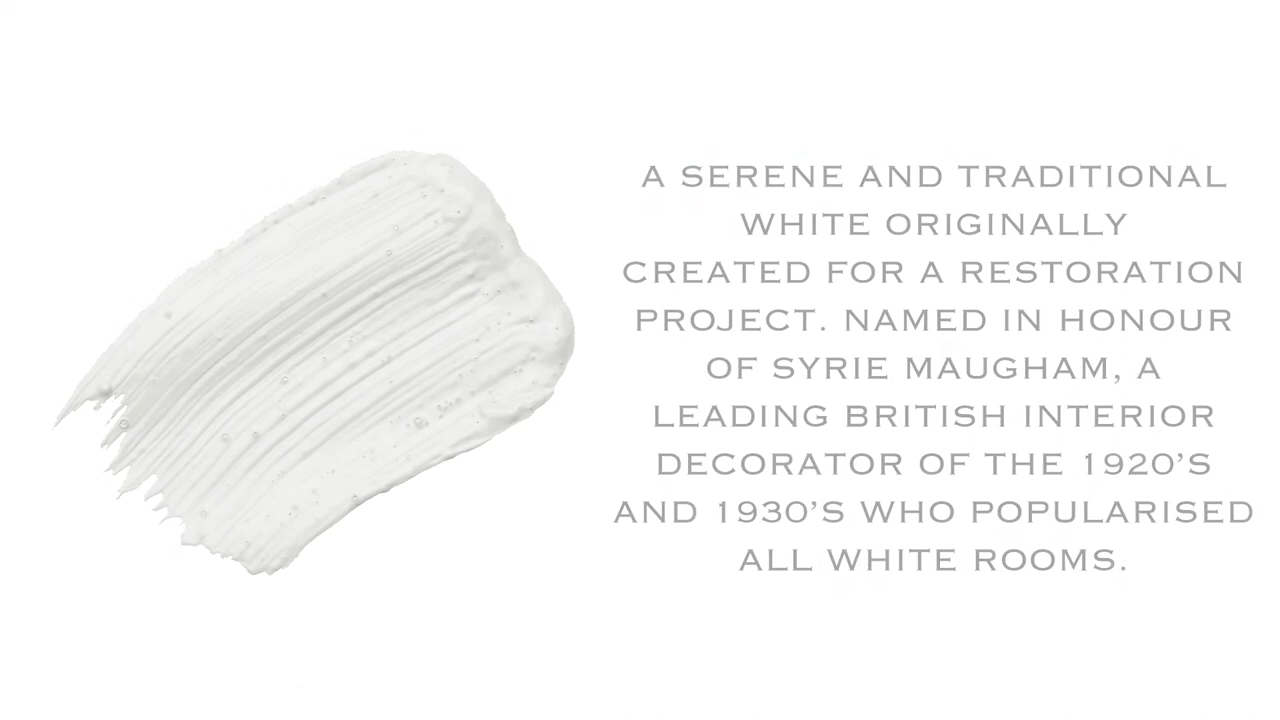 A SERENE AND TRADITIONAL
WHITE ORIGINALLY
CREATED FOR A RESTORATION
PROJECT. NAMED IN HONOUR
OF SYRIE MAUGHAM, A
LEADING BRITISH INTERIOR
DECORATOR OF THE 1920’S
AND 1930’S WHO POPULARISED
ALL WHITE ROOMS.